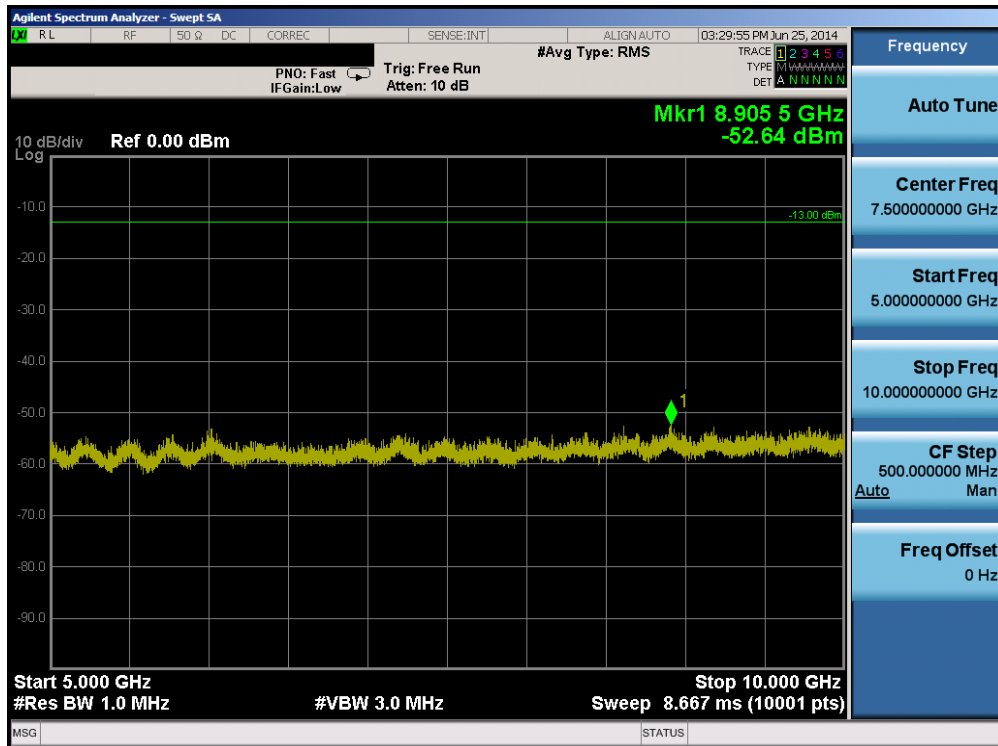 Agilent Spectrum Analyzer - Swept SA
LXI RL RF 50 Ω DC CORREC SENSE:INT ALIGN AUTO 03:29:55 PM Jun 25, 2014
#Avg Type: RMS TRACE 1 2 3 4 5 6
PNO: Fast Trig: Free Run TYPE M W W W W W
IFGain:Low Atten: 10 dB DET A N N N N N
Mkr1 8.905 5 GHz
10 dB/div Ref 0.00 dBm -52.64 dBm
Log
-10.0
-13.00 dBm
-20.0
-30.0
-40.0
-50.0
1
-60.0
-70.0
-80.0
-90.0
Start 5.000 GHz Stop 10.000 GHz
#Res BW 1.0 MHz #VBW 3.0 MHz Sweep 8.667 ms (10001 pts)
MSG STATUS
Frequency
Auto Tune
Center Freq
7.500000000 GHz
Start Freq
5.000000000 GHz
Stop Freq
10.000000000 GHz
CF Step
500.000000 MHz
Auto Man
Freq Offset
0 Hz